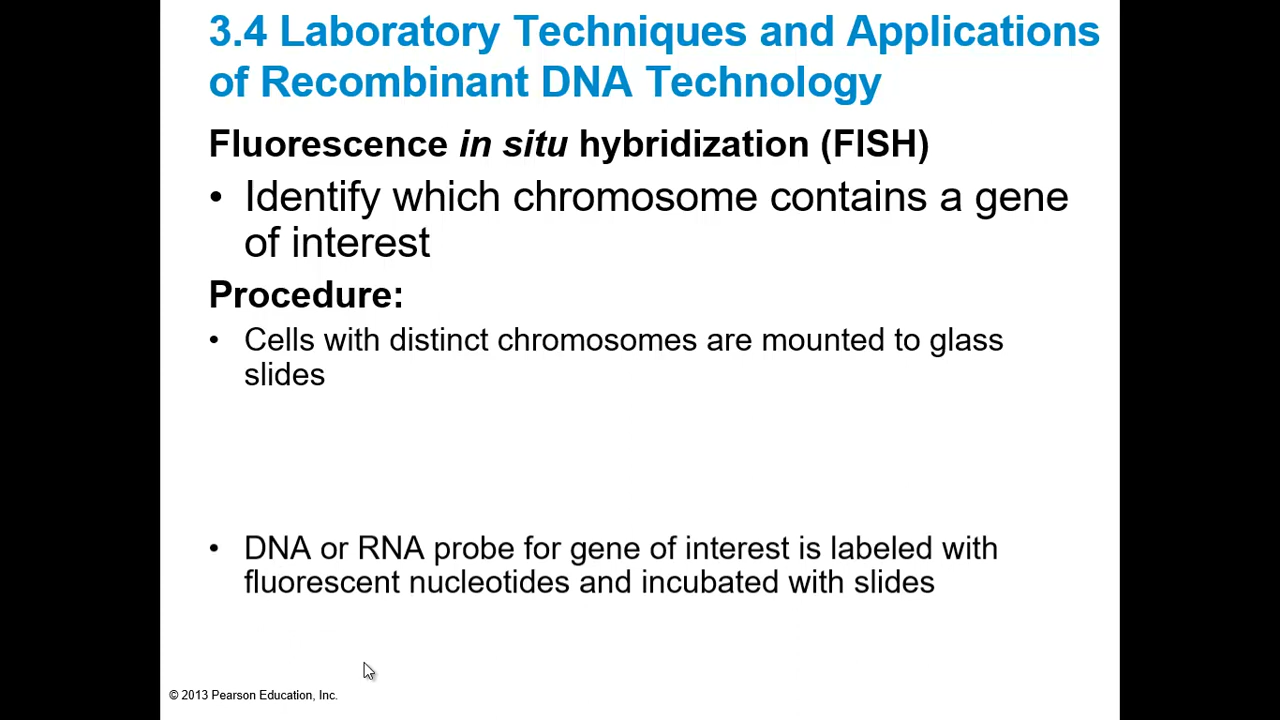 3.4 Laboratory Techniques and Applications
of Recombinant DNA Technology
Fluorescence in situ hybridization (FISH)
• Identify which chromosome contains a gene
of interest
Procedure:
• Cells with distinct chromosomes are mounted to glass
slides
• DNA or RNA probe for gene of interest is labeled with
fluorescent nucleotides and incubated with slides
© 2013 Pearson Education, Inc.